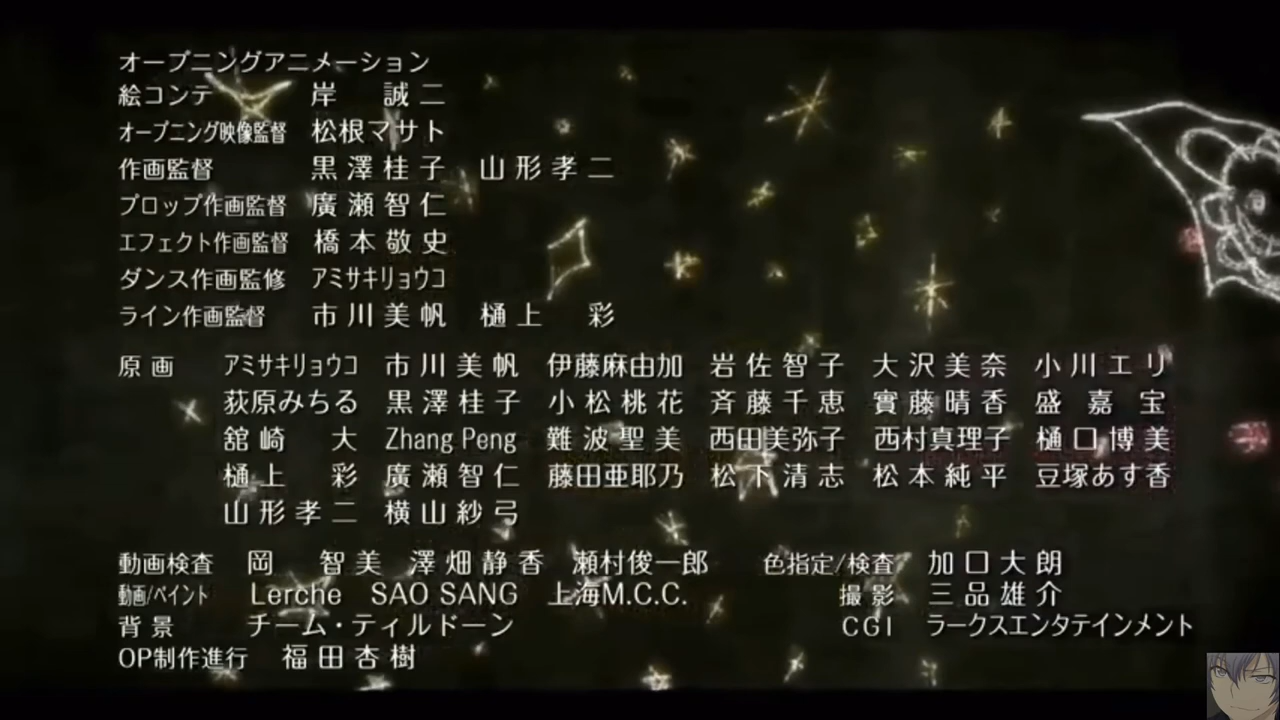 オープニングアニメーション
絵コンテ 岸 誠二
オープニング映像監督 松根マサト
作画監督 黒澤桂子 山形孝二
プロップ作画監督 廣瀬智仁
エフェクト作画監督 橋本敬史
ダンス作画監修 アミサキリョウコ
ライン作画監督 市川美帆 樋上 彩
原画 アミサキリョウコ 市川美帆 伊藤麻由加 岩佐智子 大沢美奈 小川エリ
荻原みちる 黒澤桂子 小松桃花 斉藤千恵 實藤晴香 盛嘉宝
舘崎 大 Zhang Peng 難波聖美 西田美弥子 西村真理子 樋口博美
樋上 彩 廣瀬智仁 藤田亜耶乃 松下清志 松本純平 豆塚あす香
山形孝二 横山紗弓
動画検査 岡 智美 澤畑静香 瀬村俊一郎 色指定/検査 加口大朗
動画/ペイント Lerche SAO SANG 上海M.C.C. 撮影 三品雄介
背景 チーム・ティルドーン CGI ラークスエンタテインメント
OP制作進行 福田杏樹